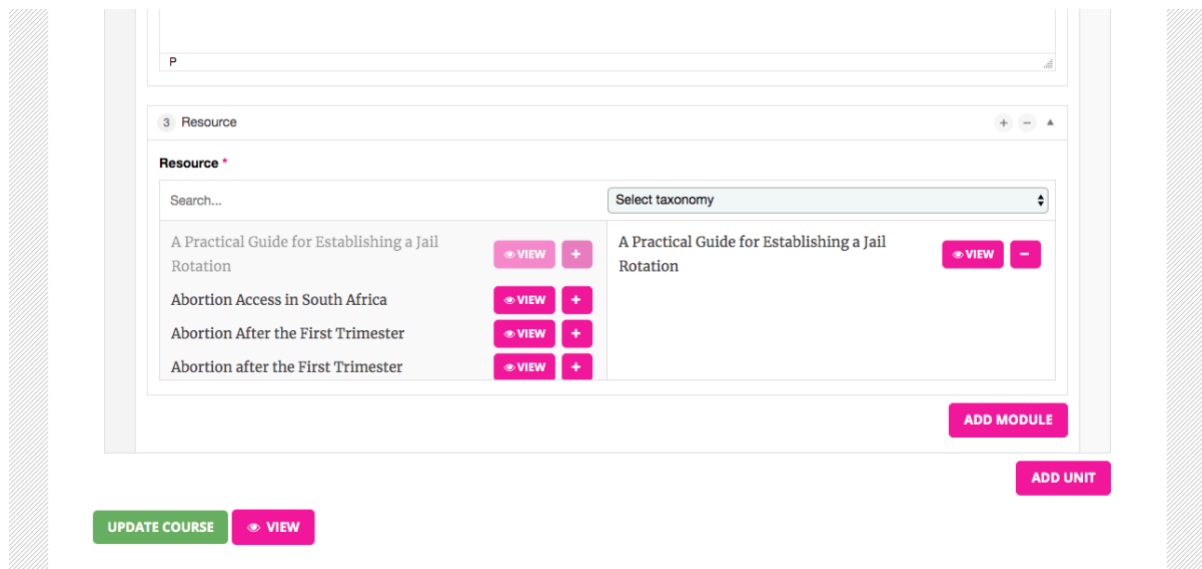 P
3 Resource + − ▲
Resource *
Search... Select taxonomy
A Practical Guide for Establishing a Jail
Rotation
VIEW +
A Practical Guide for Establishing a Jail
Rotation
VIEW −
Abortion Access in South Africa VIEW +
Abortion After the First Trimester VIEW +
Abortion after the First Trimester VIEW +
ADD MODULE
ADD UNIT
UPDATE COURSE VIEW